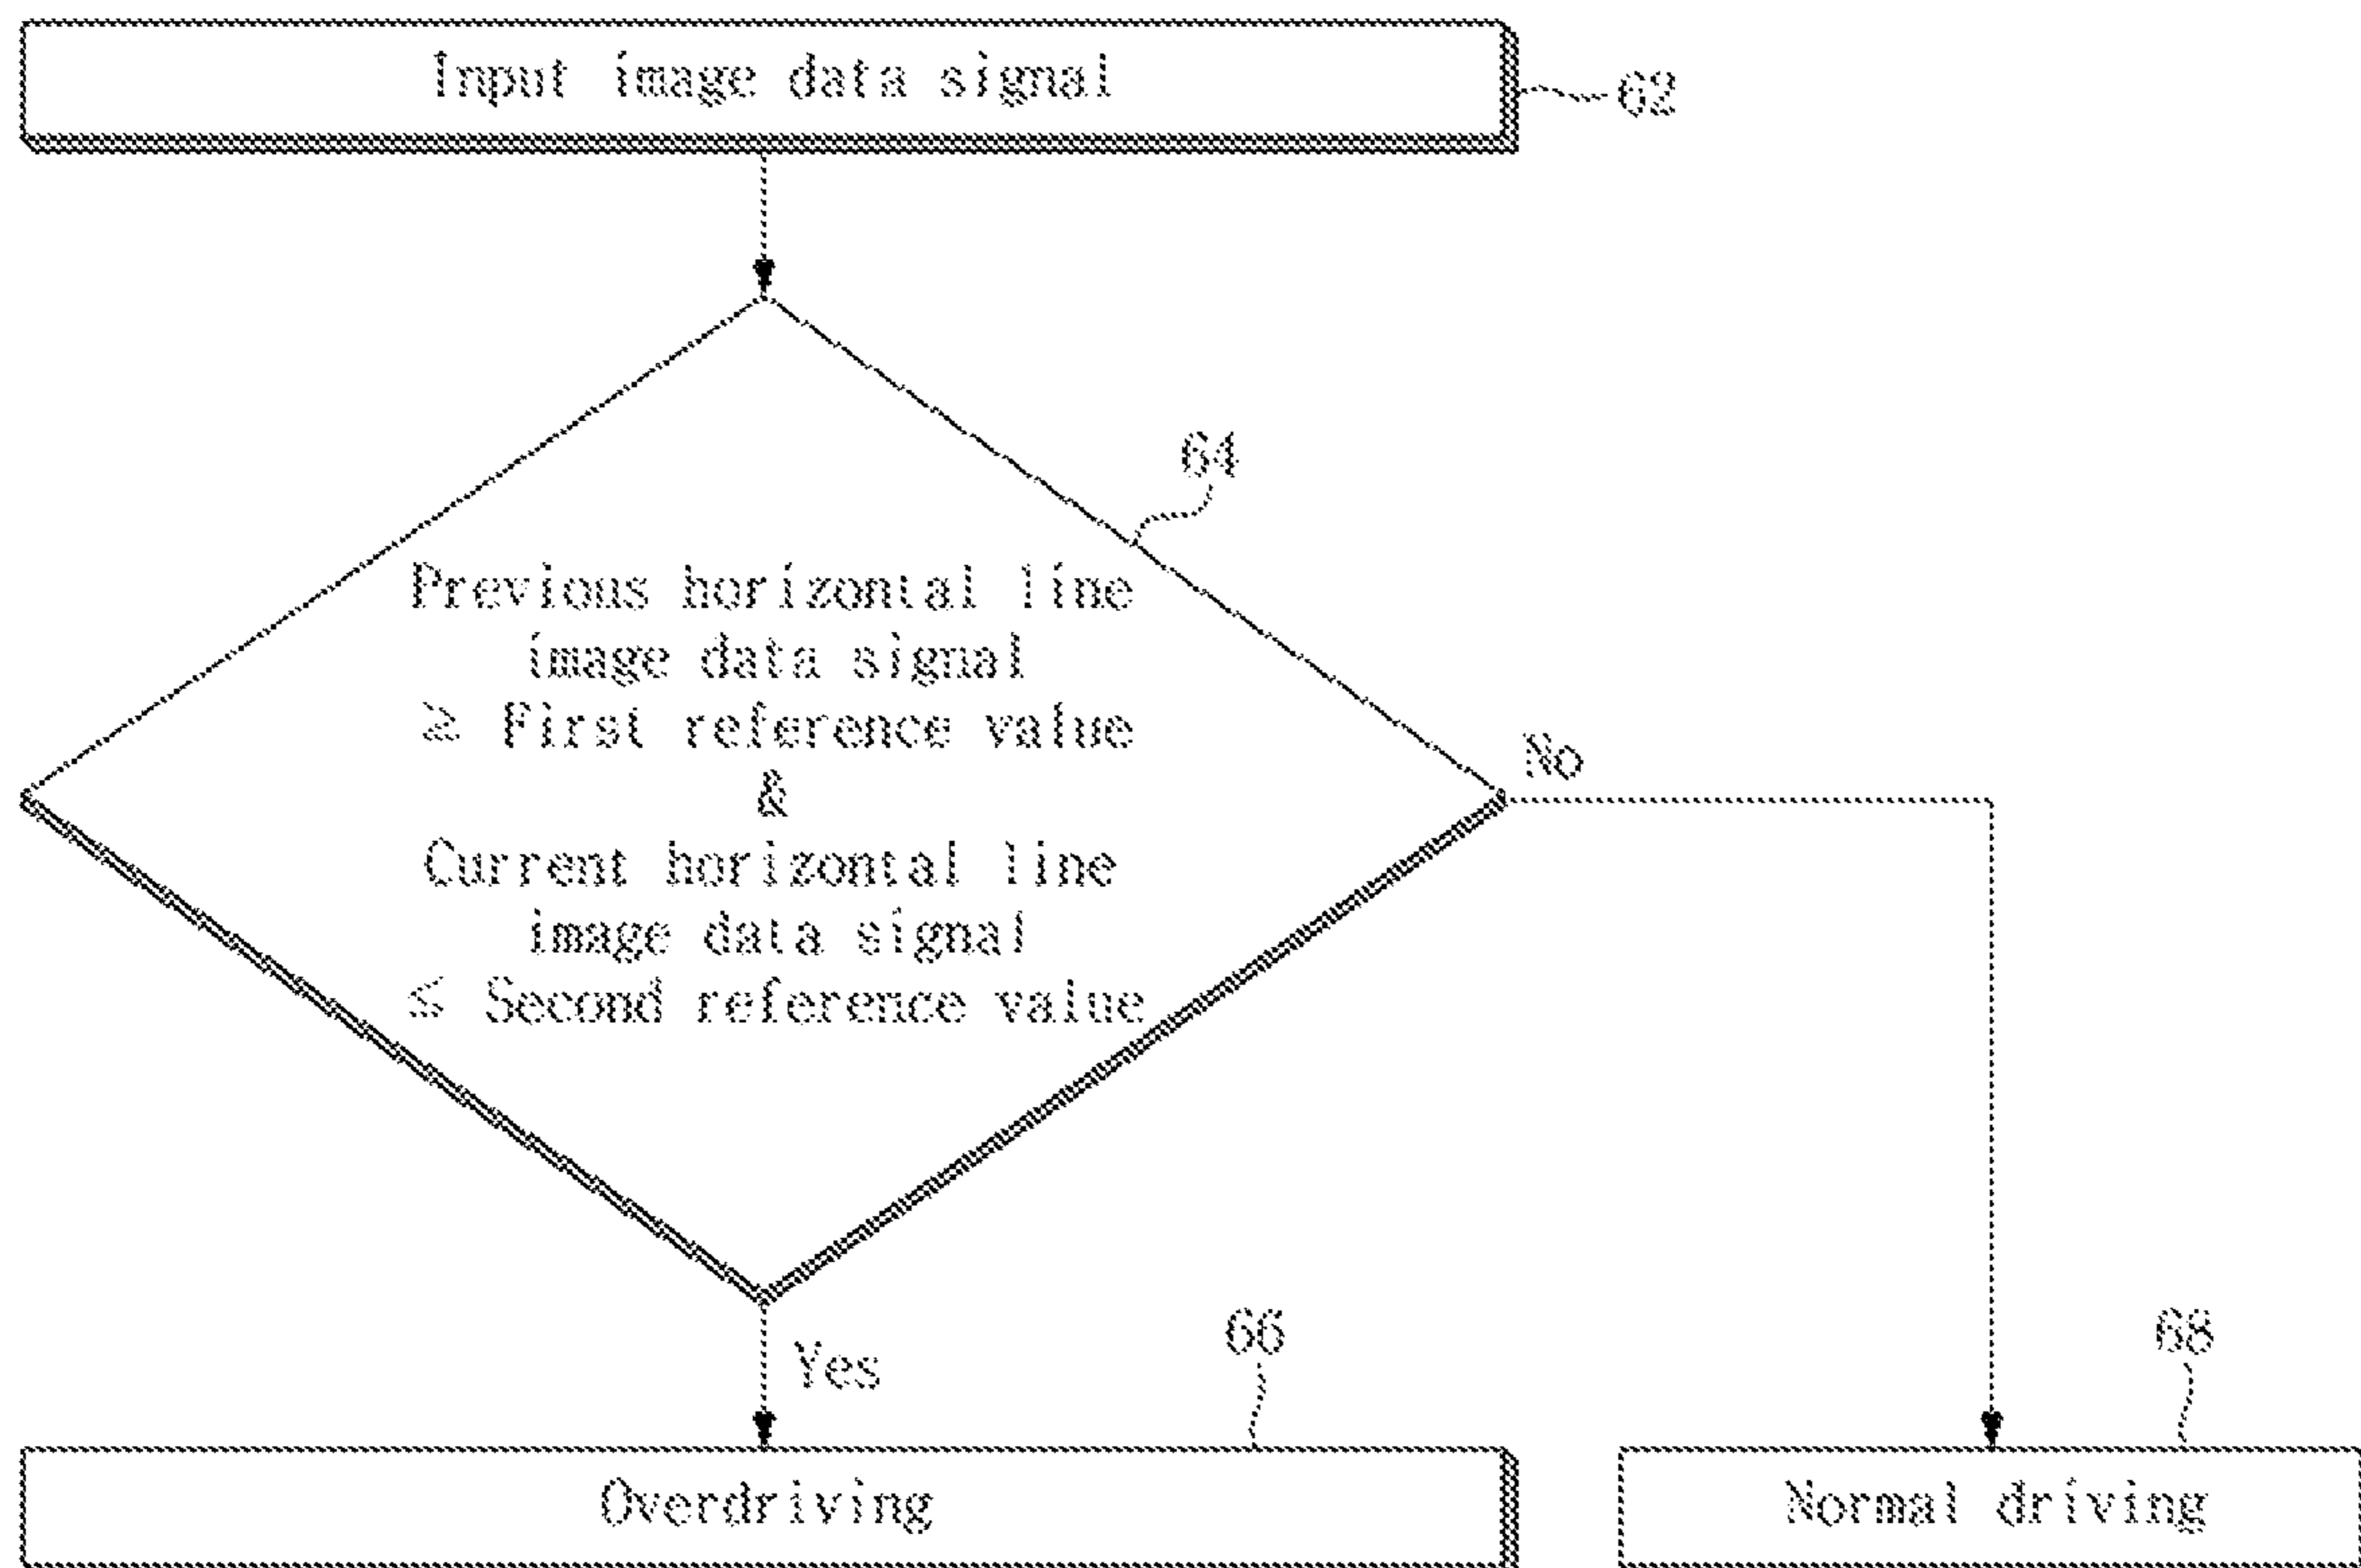 Input image data signal
62
64
Previous horizontal line
image data signal
≥ First reference value
&
Current horizontal line
image data signal
≤ Second reference value
No
Yes
66
68
Overdriving
Normal driving